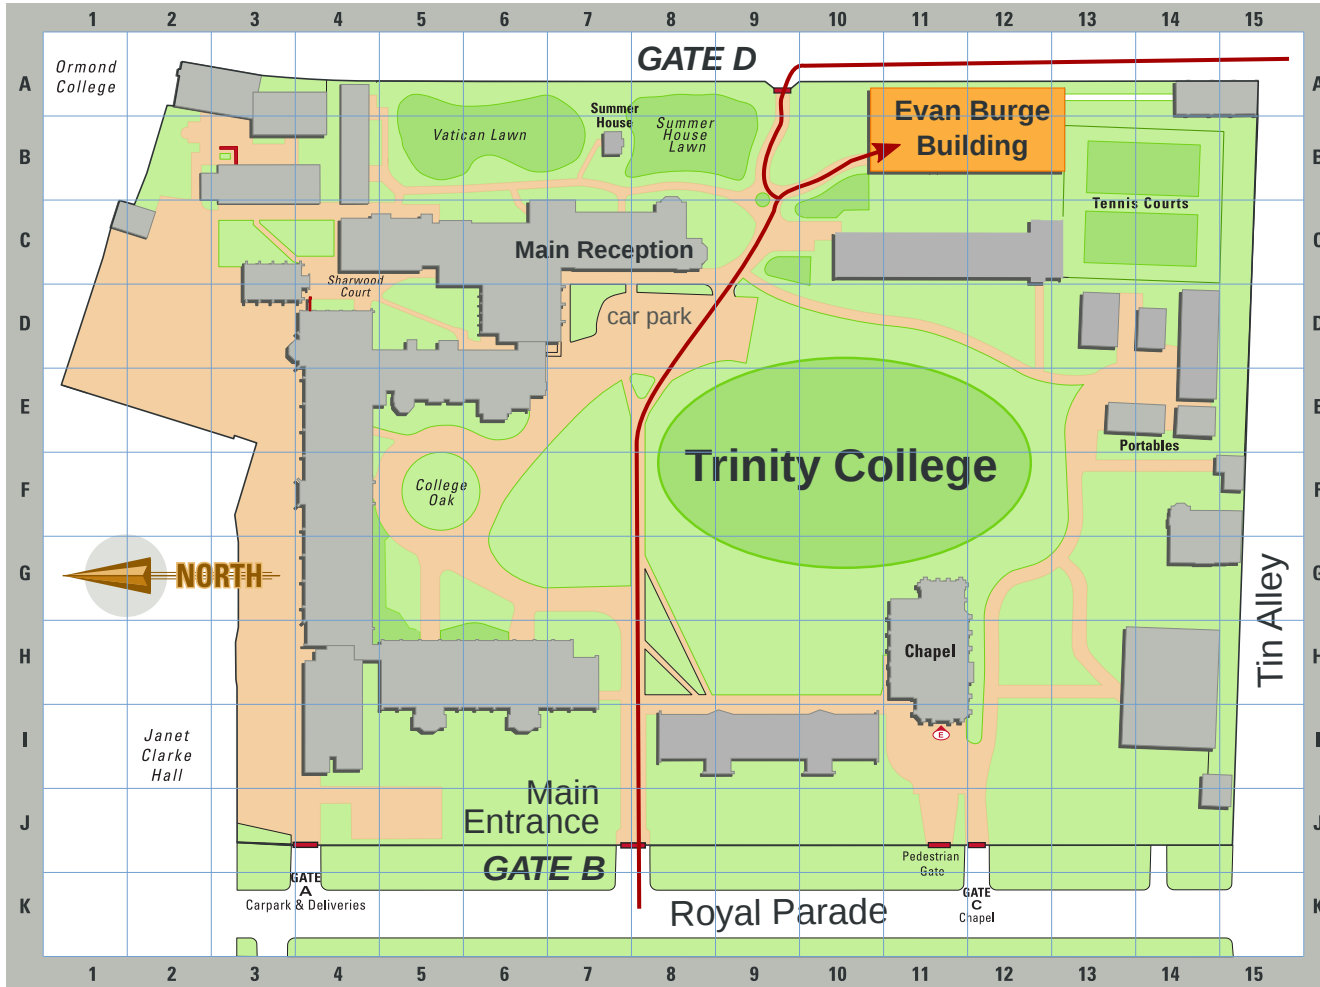 1 2 3 4 5 6 7 8 9 10 11 12 13 14 15
GATE D
Ormond
College
A
A
Evan Burge
Building
Summer
House
Vatican Lawn
Summer
House
Lawn
B
B
Tennis Courts
C
C
Main Reception
Sharwood
Court
D
D
car park
E
E
Portables
Trinity College
F
F
College
Oak
G
G
NORTH
Tin Alley
H
H
Chapel
E
I
I
Janet
Clarke
Hall
Main
Entrance
J
J
Pedestrian
Gate
GATE B
GATE
A
Carpark & Deliveries
GATE
C
Chapel
K
K
Royal Parade
1 2 3 4 5 6 7 8 9 10 11 12 13 14 15